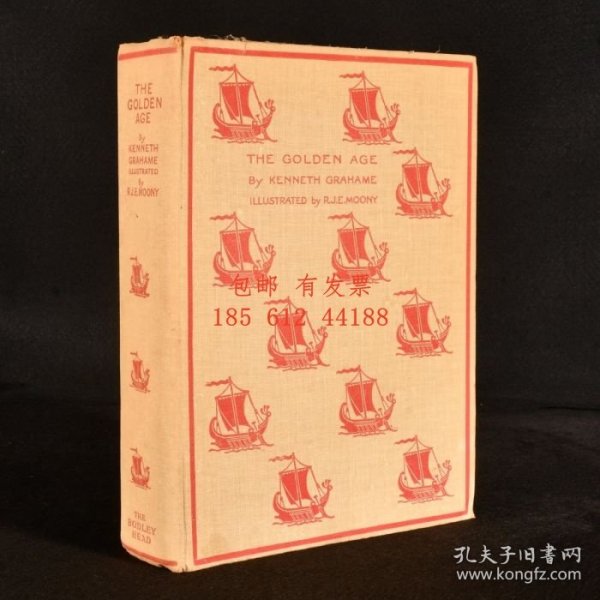 THE
GOLDEN
AGE
by
KENNETH
GRAHAME
ILLUSTRATED
by
R.J.E.MOONY
THE
BODLEY
HEAD
THE GOLDEN AGE
By KENNETH GRAHAME
ILLUSTRATED by R.J.E.MOONY
包邮 有发票
185 612 44188
孔夫子旧书网
www.kongfz.com